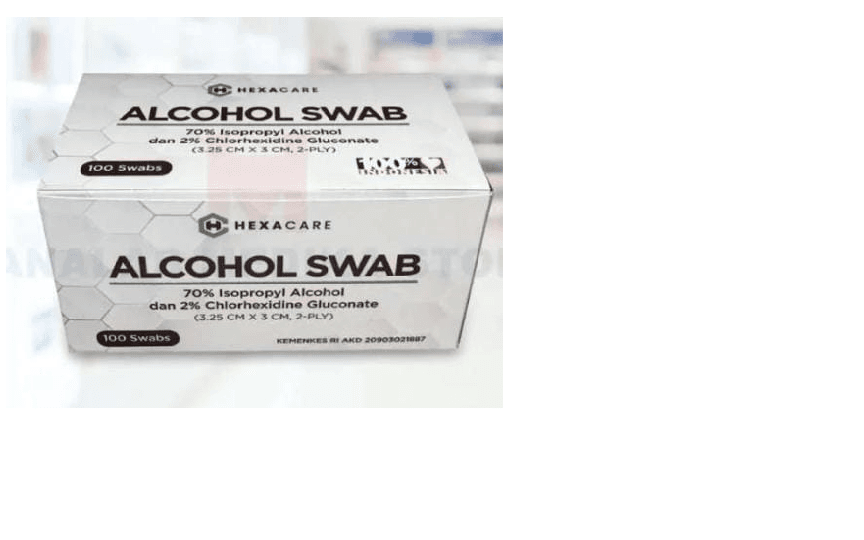 HEXACARE
ALCOHOL SWAB
70% Isopropyl Alcohol
dan 2% Chlorhexidine Gluconate
(3.25 CM X 3 CM, 2-PLY)
100 Swabs
100%
INDONESIA
HEXACARE
ALCOHOL SWAB
70% Isopropyl Alcohol
dan 2% Chlorhexidine Gluconate
(3.25 CM X 3 CM, 2-PLY)
100 Swabs
KEMENKES RI AKD 20903021887